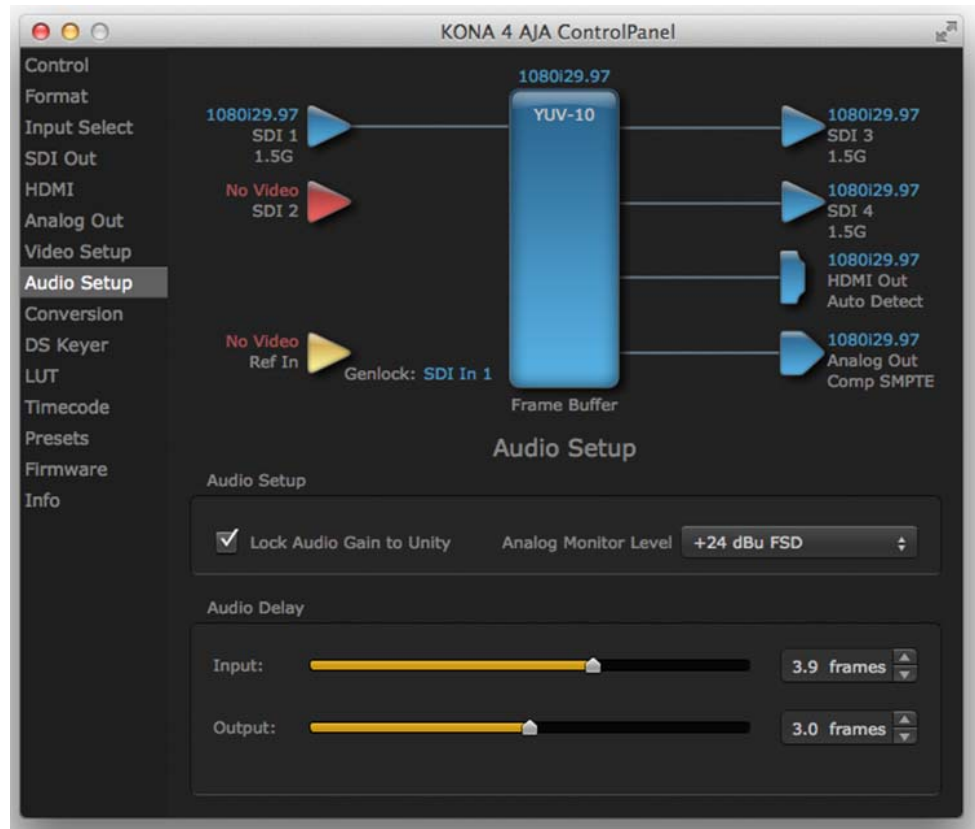 KONA 4 AJA ControlPanel
Control
Format
Input Select
SDI Out
HDMI
Analog Out
Video Setup
Audio Setup
Conversion
DS Keyer
LUT
Timecode
Presets
Firmware
Info
1080i29.97
YUV-10
Frame Buffer
1080i29.97
SDI 1
1.5G
No Video
SDI 2
No Video
Ref In
Genlock: SDI In 1
1080i29.97
SDI 3
1.5G
1080i29.97
SDI 4
1.5G
1080i29.97
HDMI Out
Auto Detect
1080i29.97
Analog Out
Comp SMPTE
Audio Setup
Audio Setup
Lock Audio Gain to Unity
Analog Monitor Level +24 dBu FSD
Audio Delay
Input: 3.9 frames
Output: 3.0 frames